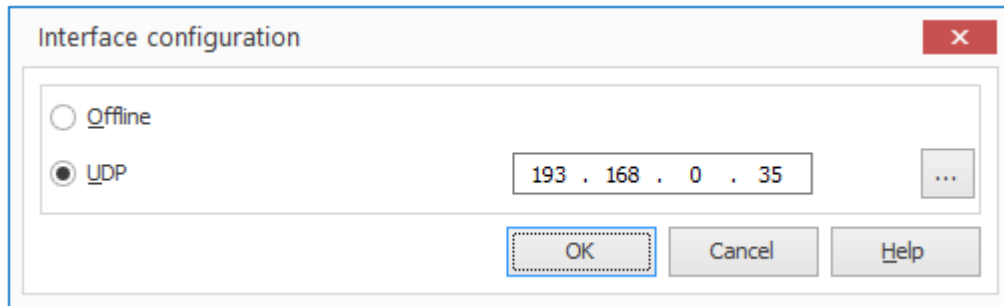 Interface configuration
Offline
UDP 193 . 168 . 0 . 35 ...
OK Cancel Help